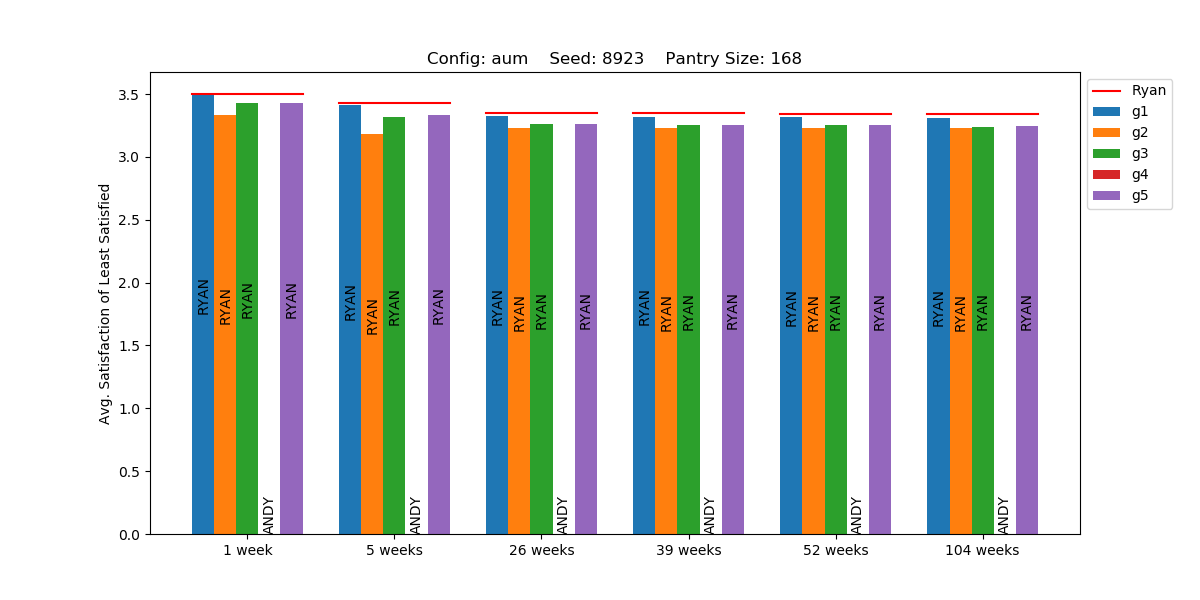 Config: aum    Seed: 8923    Pantry Size: 168
Avg. Satisfaction of Least Satisfied
3.5
3.0
2.5
2.0
1.5
1.0
0.5
0.0
RYAN
RYAN
RYAN
ANDY
RYAN
RYAN
RYAN
RYAN
ANDY
RYAN
RYAN
RYAN
RYAN
ANDY
RYAN
RYAN
RYAN
RYAN
ANDY
RYAN
RYAN
RYAN
RYAN
ANDY
RYAN
RYAN
RYAN
RYAN
ANDY
RYAN
1 week
5 weeks
26 weeks
39 weeks
52 weeks
104 weeks
Ryan
g1
g2
g3
g4
g5